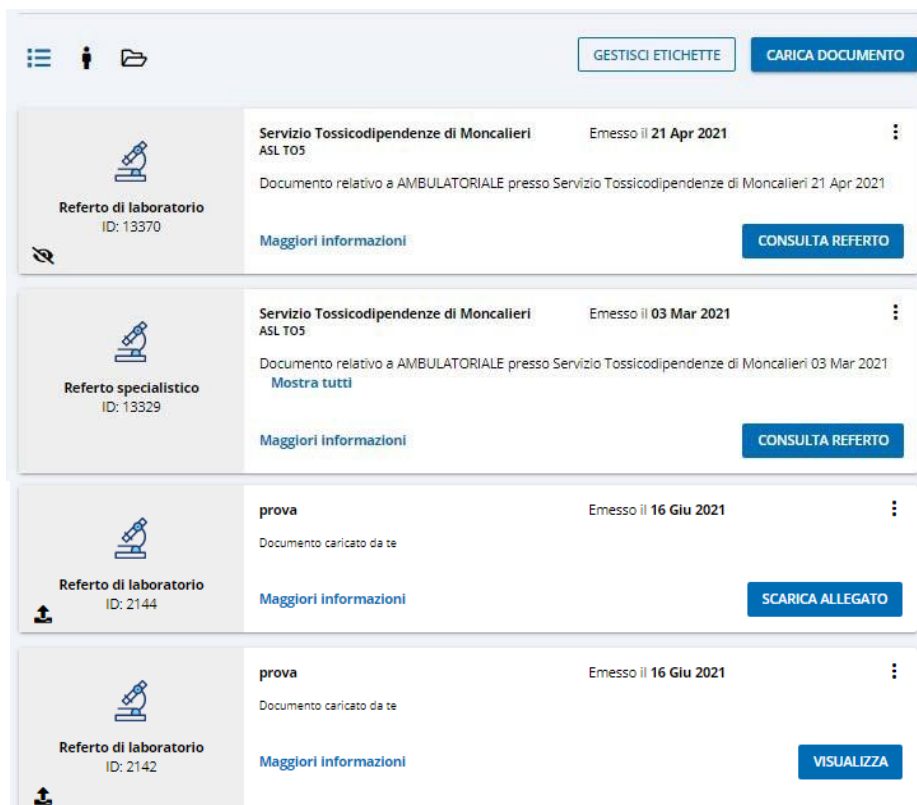 GESTISCI ETICHETTE
CARICA DOCUMENTO
Servizio Tossicodipendenze di Moncalieri
Emesso il 21 Apr 2021
ASL TO5
Documento relativo a AMBULATORIALE presso Servizio Tossicodipendenze di Moncalieri 21 Apr 2021
Referto di laboratorio
ID: 13370
Maggiori informazioni
CONSULTA REFERTO
Servizio Tossicodipendenze di Moncalieri
Emesso il 03 Mar 2021
ASL TO5
Documento relativo a AMBULATORIALE presso Servizio Tossicodipendenze di Moncalieri 03 Mar 2021
Mostra tutti
Referto specialistico
ID: 13329
Maggiori informazioni
CONSULTA REFERTO
prova
Emesso il 16 Giu 2021
Documento caricato da te
Referto di laboratorio
ID: 2144
Maggiori informazioni
SCARICA ALLEGATO
prova
Emesso il 16 Giu 2021
Documento caricato da te
Referto di laboratorio
ID: 2142
Maggiori informazioni
VISUALIZZA